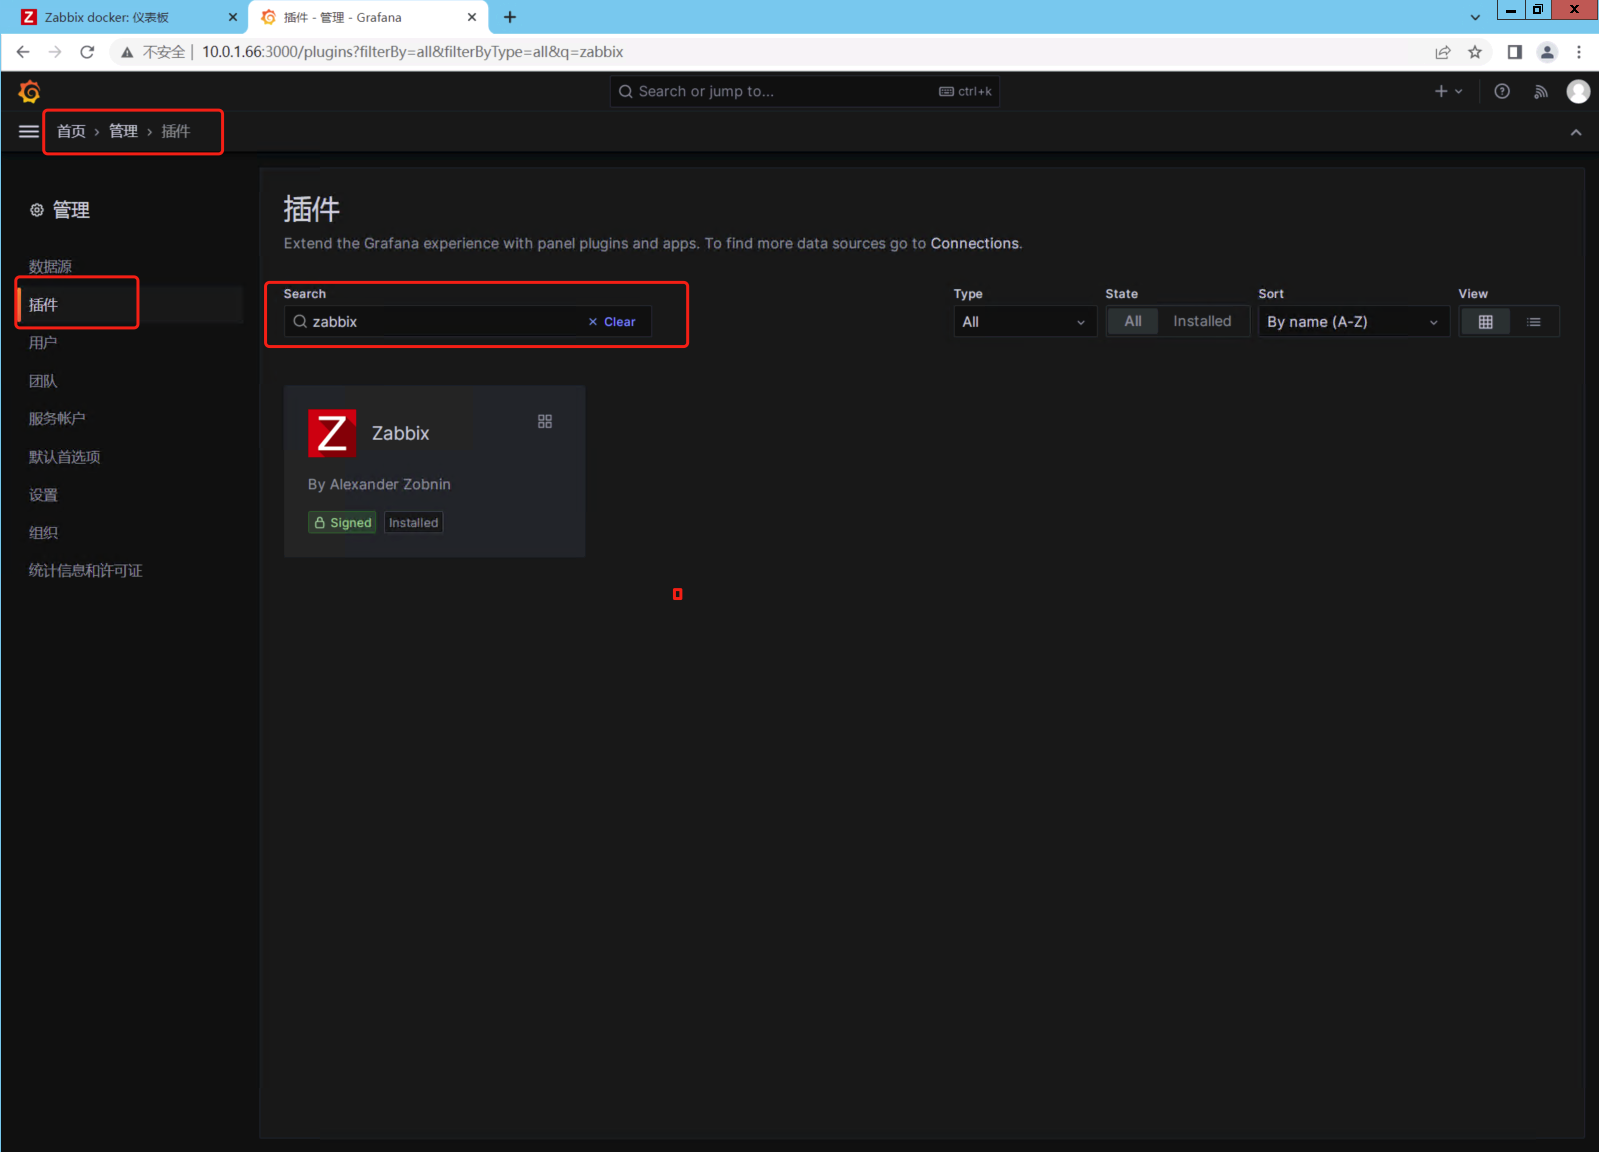 Z Zabbix docker: 仪表板
插件 - 管理 - Grafana
不安全 | 10.0.1.66:3000/plugins?filterBy=all&filterByType=all&q=zabbix
Search or jump to...
ctrl+k
首页 › 管理 › 插件
管理
数据源
插件
用户
团队
服务帐户
默认首选项
设置
组织
统计信息和许可证
插件
Extend the Grafana experience with panel plugins and apps. To find more data sources go to Connections.
Search
zabbix
Clear
Type
All
State
All Installed
Sort
By name (A-Z)
View
Z Zabbix
By Alexander Zobnin
Signed Installed